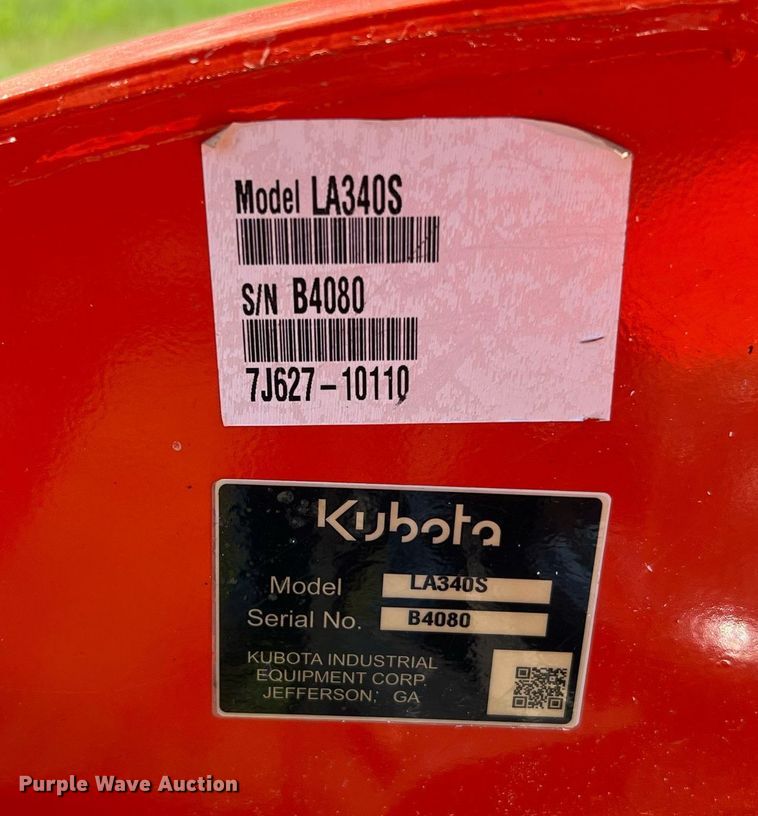 Model LA340S
S/N B4080
7J627-10110
Kubota
Model LA340S
Serial No. B4080
KUBOTA INDUSTRIAL
EQUIPMENT CORP.
JEFFERSON, GA
Purple Wave Auction